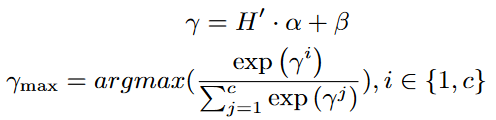 γ = H′ · α + β
γ_max = argmax(exp (γ^i) / ∑_{j=1}^{c} exp (γ^j)), i ∈ {1, c}